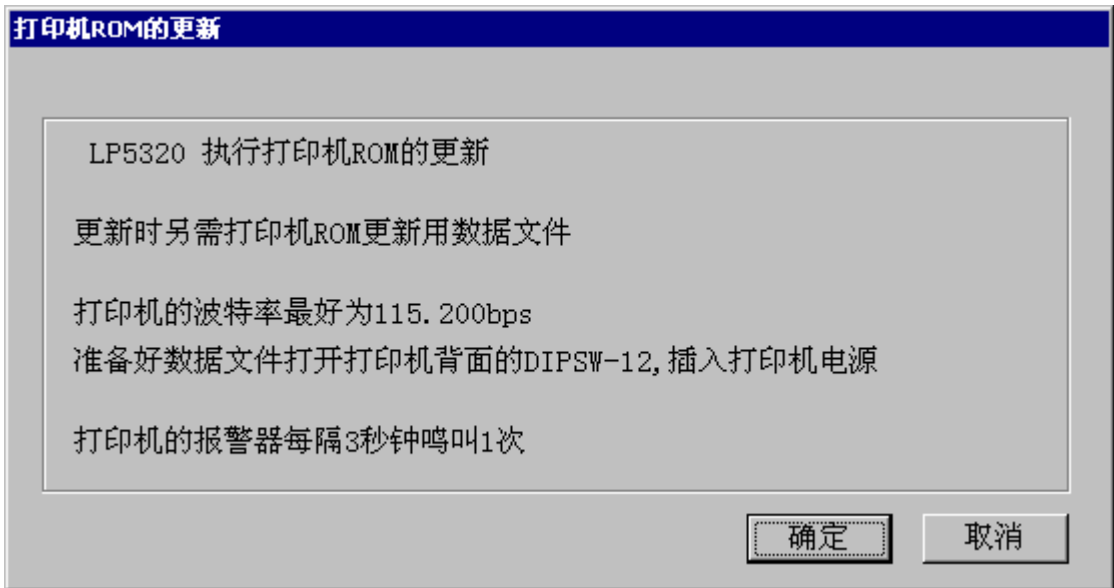 打印机ROM的更新
LP5320 执行打印机ROM的更新
更新时另需打印机ROM更新用数据文件
打印机的波特率最好为115.200bps
准备好数据文件打开打印机背面的DIPSW-12,插入打印机电源
打印机的报警器每隔3秒钟鸣叫1次
确定
取消